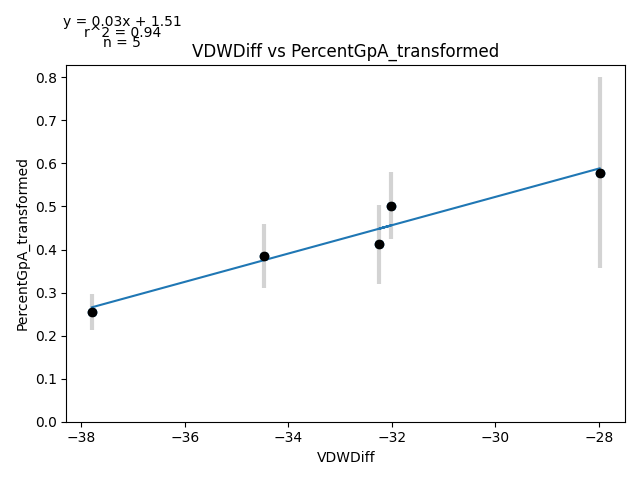 y = 0.03x + 1.51
r^2 = 0.94
n = 5
VDWDiff vs PercentGpA_transformed
PercentGpA_transformed
0.8
0.7
0.6
0.5
0.4
0.3
0.2
0.1
0.0
−38 −36 −34 −32 −30 −28
VDWDiff